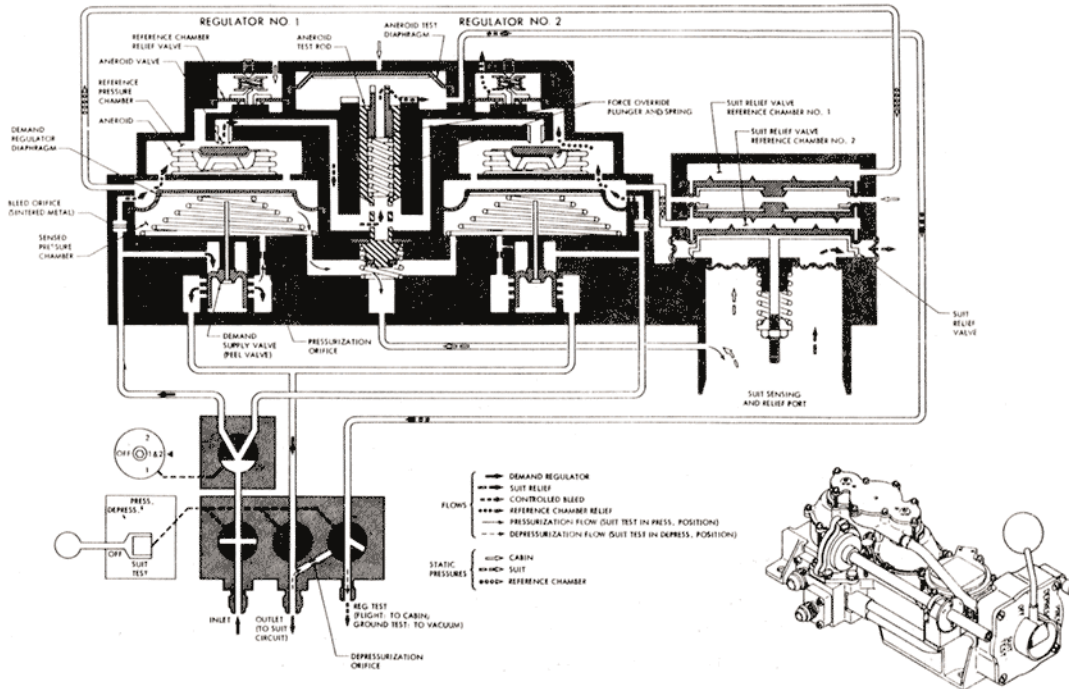 REGULATOR NO. 1
REGULATOR NO. 2
REFERENCE CHAMBER
RELIEF VALVE
ANEROID VALVE
REFERENCE
PRESSURE
CHAMBER
ANEROID
DEMAND
REGULATOR
DIAPHRAGM
BLEED ORIFICE
(SINTERED METAL)
SENSED
PRESSURE
CHAMBER
ANEROID
TEST ROD
ANEROID TEST
DIAPHRAGM
FORCE OVERRIDE
PLUNGER AND SPRING
SUIT RELIEF VALVE
REFERENCE CHAMBER NO. 1
SUIT RELIEF VALVE
REFERENCE CHAMBER NO. 2
SUIT
RELIEF
VALVE
DEMAND
SUPPLY VALVE
(PEEL VALVE)
PRESSURIZATION
ORIFICE
SUIT SENSING
AND RELIEF PORT
2
OFF
1&2
1
PRESS.
DEPRESS.
OFF
SUIT
TEST
INLET
OUTLET
(TO SUIT
CIRCUIT)
REG TEST
(FLIGHT: TO CABIN;
GROUND TEST: TO VACUUM)
DEPRESSURIZATION
ORIFICE
FLOWS
DEMAND REGULATOR
SUIT RELIEF
CONTROLLED BLEED
REFERENCE CHAMBER RELIEF
PRESSURIZATION FLOW (SUIT TEST IN PRESS. POSITION)
DEPRESSURIZATION FLOW (SUIT TEST IN DEPRESS. POSITION)
STATIC
PRESSURES
CABIN
SUIT
REFERENCE CHAMBER